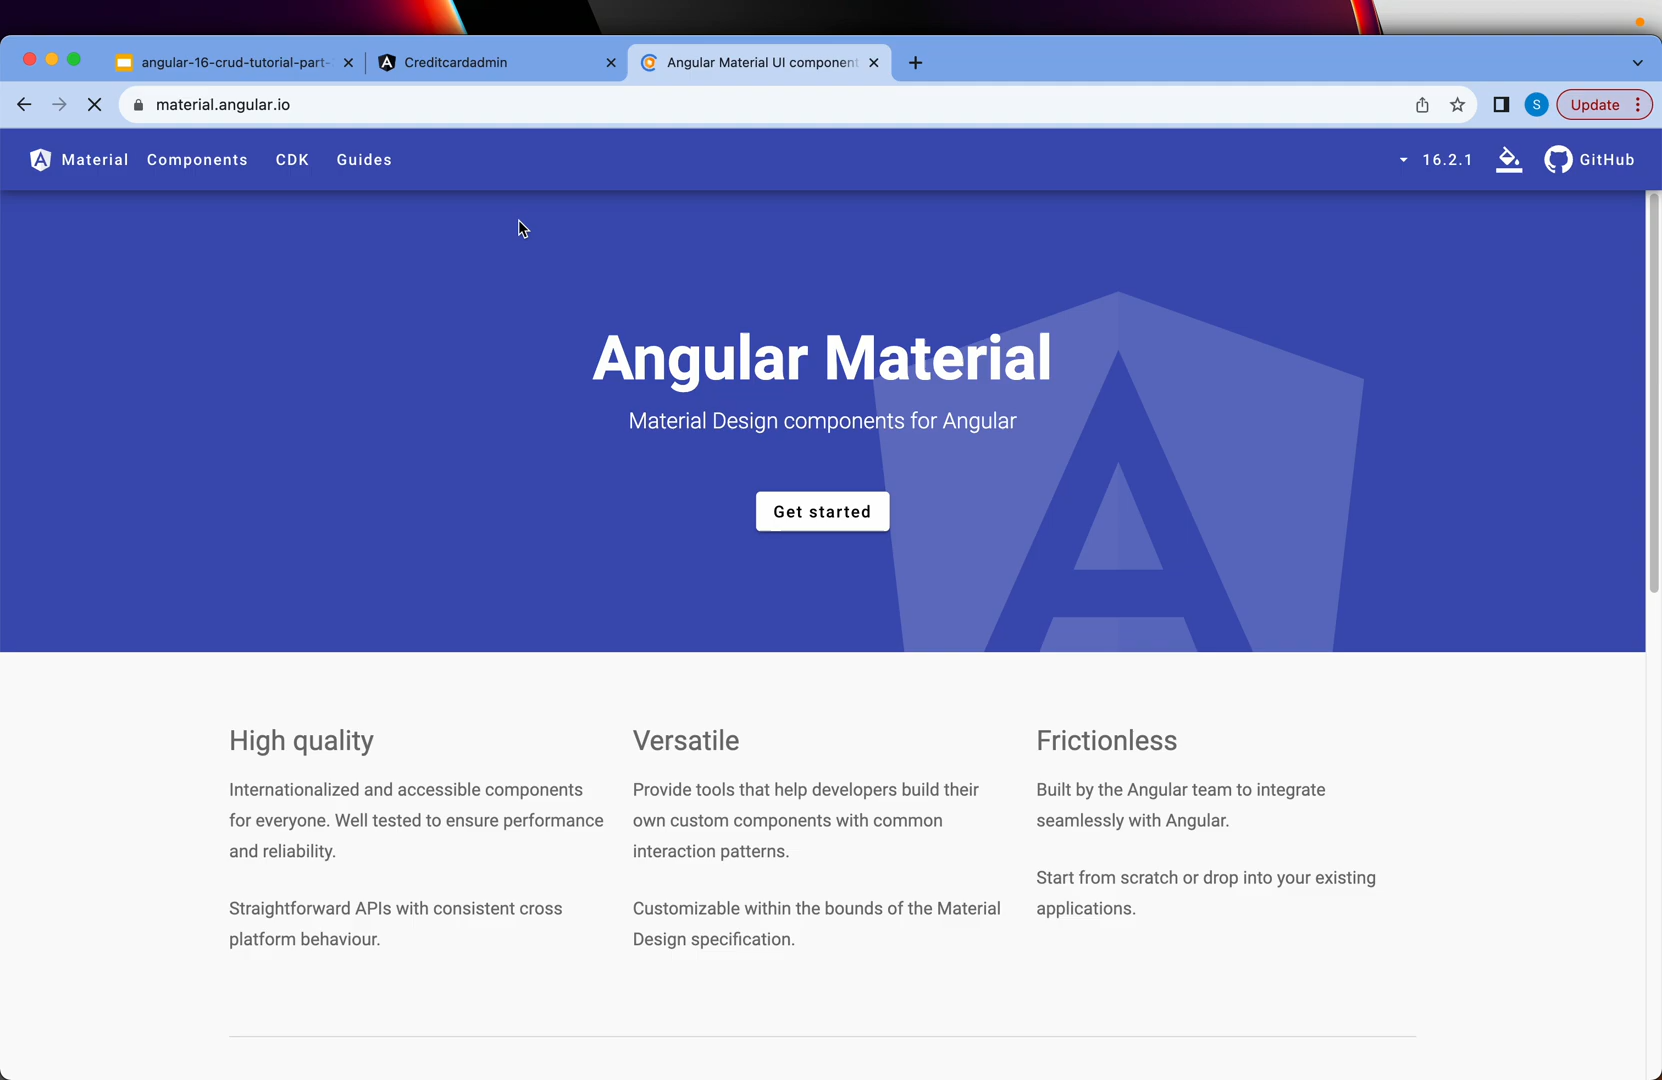 angular-16-crud-tutorial-part-
Creditcardadmin
Angular Material UI component
material.angular.io
S
Update
Material
Components
CDK
Guides
16.2.1
GitHub
Angular Material
Material Design components for Angular
Get started
High quality
Internationalized and accessible components
for everyone. Well tested to ensure performance
and reliability.
Straightforward APIs with consistent cross
platform behaviour.
Versatile
Provide tools that help developers build their
own custom components with common
interaction patterns.
Customizable within the bounds of the Material
Design specification.
Frictionless
Built by the Angular team to integrate
seamlessly with Angular.
Start from scratch or drop into your existing
applications.